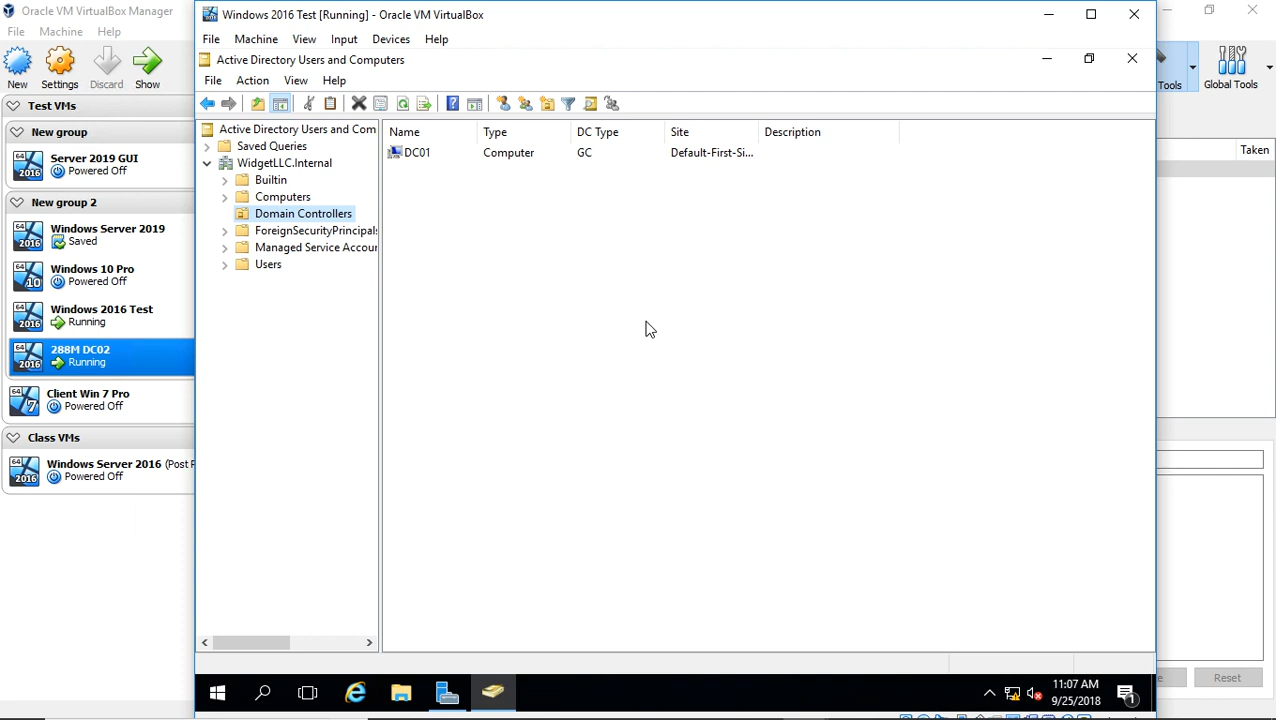 Oracle VM VirtualBox Manager
File Machine Help
New Settings Discard Show
Test VMs
New group
Server 2019 GUI
Powered Off
New group 2
Windows Server 2019
Saved
Windows 10 Pro
Powered Off
Windows 2016 Test
Running
288M DC02
Running
Client Win 7 Pro
Powered Off
Class VMs
Windows Server 2016 (Post
Powered Off
Windows 2016 Test [Running] - Oracle VM VirtualBox
File Machine View Input Devices Help
Active Directory Users and Computers
File Action View Help
Active Directory Users and Com
Saved Queries
WidgetLLC.Internal
Builtin
Computers
Domain Controllers
ForeignSecurityPrincipals
Managed Service Accour
Users
Name Type DC Type Site Description
DC01 Computer GC Default-First-Si...
11:07 AM
9/25/2018
1
Tools Global Tools
Taken
Reset